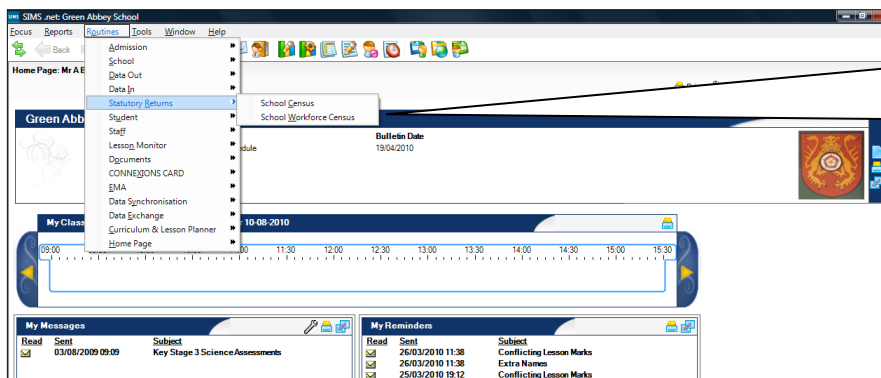 SIMS .net: Green Abbey School
Focus Reports Routines Tools Window Help
Back
Home Page: Mr A B
Admission
School
Data Out
Data In
Statutory Returns
Student
Staff
Lesson Monitor
Documents
CONNEXIONS CARD
EMA
Data Synchronisation
Data Exchange
Curriculum & Lesson Planner
Home Page
School Census
School Workforce Census
Green Abb
Bulletin Date
edule 19/04/2010
My Class 10-08-2010
09:00 11:30 12:00 12:30 13:00 13:30 14:00 14:30 15:00 15:30
My Messages
Read Sent Subject
03/08/2009 09:09 Key Stage 3 Science Assessments
My Reminders
Read Sent Subject
26/03/2010 11:38 Conflicting Lesson Marks
26/03/2010 11:38 Extra Names
25/03/2010 19:12 Conflicting Lesson Marks